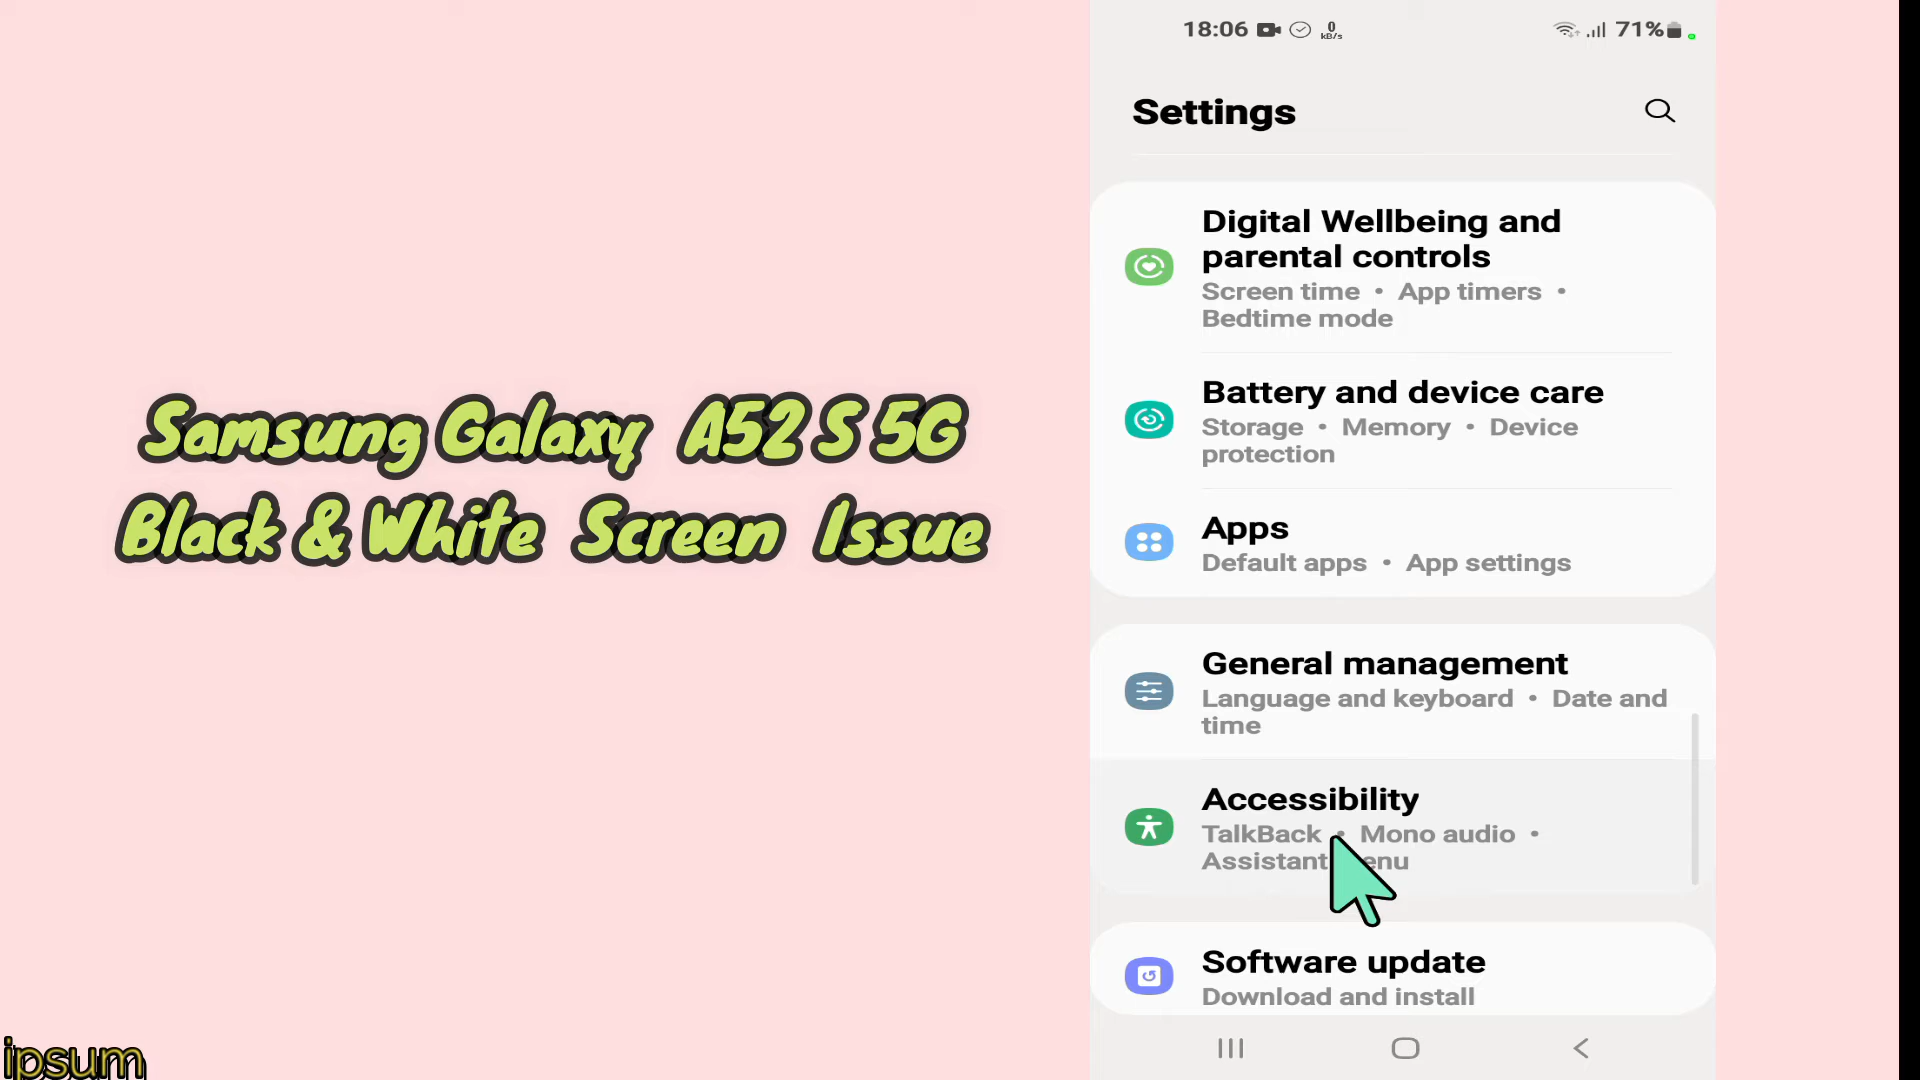 Samsung Galaxy A52 S 5G
Black & White Screen Issue
ipsum
18:06 0 kB/s 71%
Settings
Digital Wellbeing and
parental controls
Screen time • App timers •
Bedtime mode
Battery and device care
Storage • Memory • Device
protection
Apps
Default apps • App settings
General management
Language and keyboard • Date and
time
Accessibility
TalkBack • Mono audio •
Assistant
Software update
Download and install